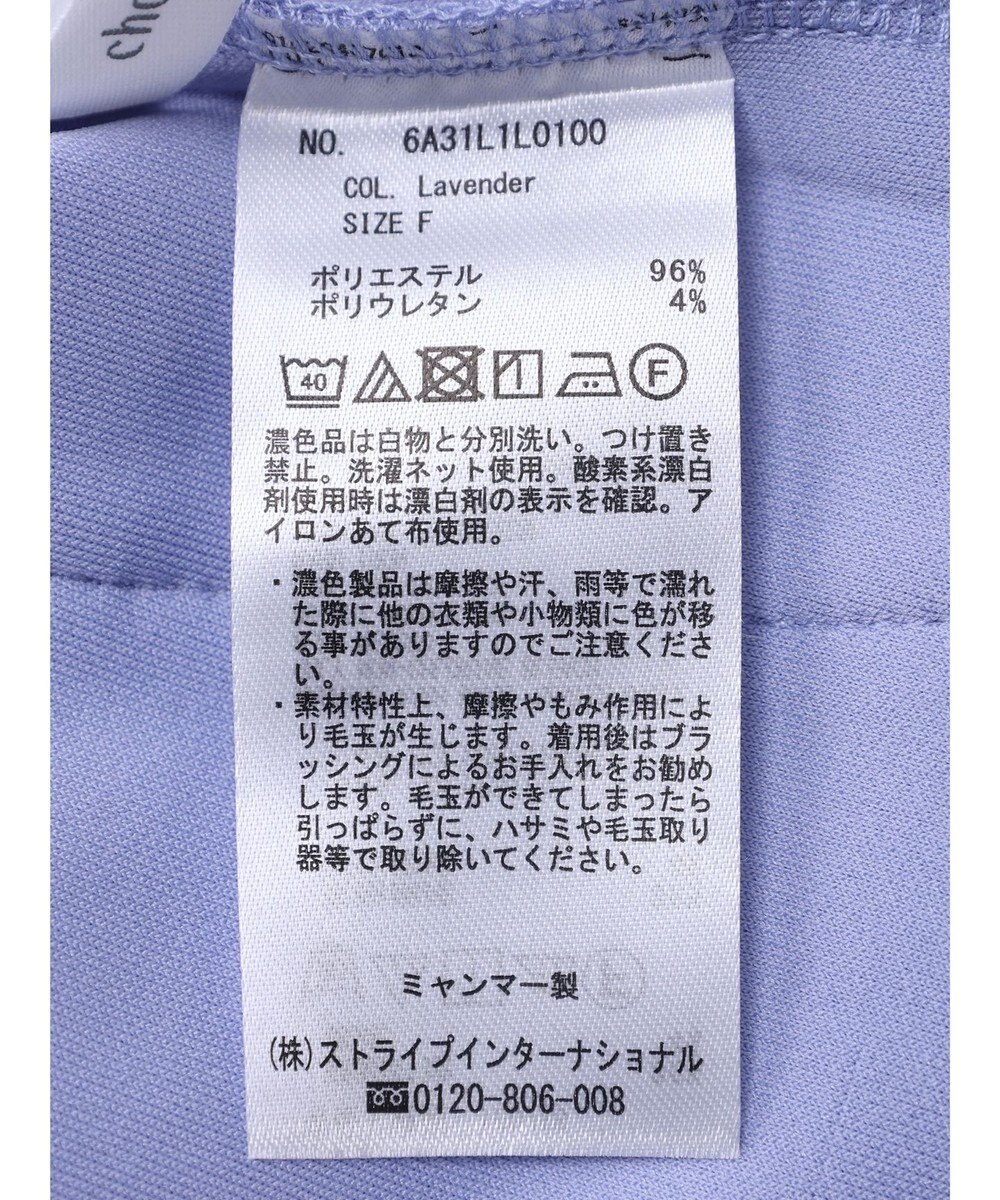 cho
NO. 6A31L1L0100
COL. Lavender
SIZE F
ポリエステル 96%
ポリウレタン 4%
40 F
濃色品は白物と分別洗い。つけ置き
禁止。洗濯ネット使用。酸素系漂白
剤使用時は漂白剤の表示を確認。ア
イロンあて布使用。
・濃色製品は摩擦や汗、雨等で濡れ
た際に他の衣類や小物類に色が移
る事がありますのでご注意くださ
い。
・素材特性上、摩擦やもみ作用によ
り毛玉が生じます。着用後はブラ
ッシングによるお手入れをお勧め
します。毛玉ができてしまったら
引っぱらずに、ハサミや毛玉取り
器等で取り除いてください。
ミャンマー製
(株)ストライプインターナショナル
0120-806-008